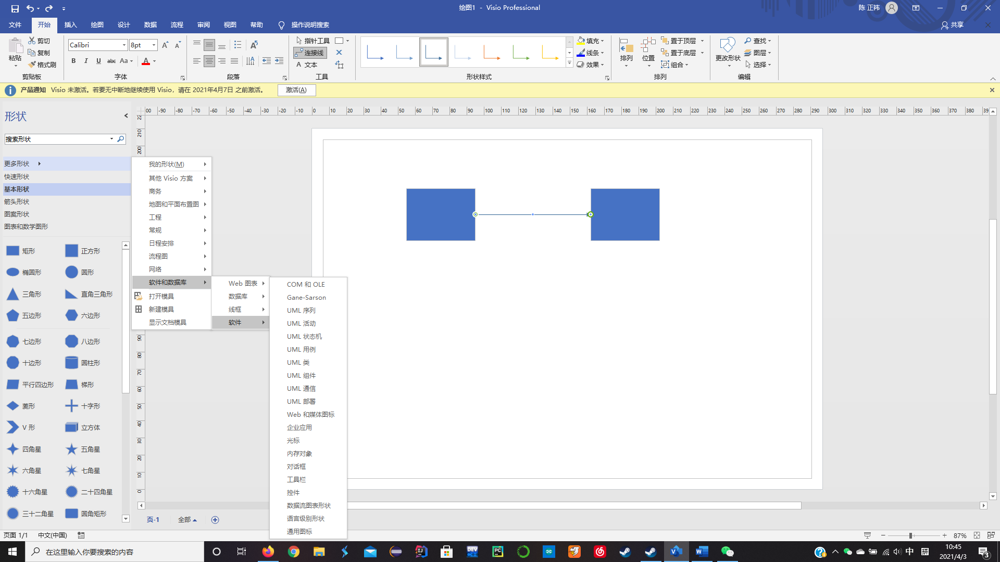 绘图1 - Visio Professional
陈 正祎
文件 开始 插入 绘图 设计 数据 流程 审阅 视图 帮助 操作说明搜索
共享
粘贴
剪切
复制
格式刷
剪贴板
Calibri 8pt
B I U abc Aa A
字体
段落
指针工具
连接线
A 文本
工具
形状样式
填充
线条
效果
排列
位置
置于顶层
置于底层
组合
排列
更改形状
查找
图层
选择
编辑
产品通知 Visio 未激活。若要无中断地继续使用 Visio，请在 2021年4月7日 之前激活。 激活(A)
形状
搜索形状
更多形状
快速形状
基本形状
箭头形状
图案形状
图表和数学图形
矩形 正方形
椭圆形 圆形
三角形 直角三角形
五边形 六边形
七边形 八边形
十边形 圆柱形
平行四边形 梯形
菱形 十字形
V 形 立方体
四角星 五角星
六角星 七角星
十六角星 二十四角星
三十二角星 圆角矩形
00 -90 -80 -70 -60 -50 -40 -30 -20 -10 0 10 20 30 40 50 60 70 80 90 100 110 120 130 140 150 160 170 180 190 200 210 220 230 240 250 260 270 280 290 300 310 320 330 340 350 360 370 380 39
22
210
200
90
80
70
60
50
40
30
20
10
0
我的形状(M)
其他 Visio 方案
商务
地图和平面布置图
工程
常规
日程安排
流程图
网络
软件和数据库
打开模具
新建模具
显示文档模具
Web 图表
数据库
线框
软件
COM 和 OLE
Gane-Sarson
UML 序列
UML 活动
UML 状态机
UML 用例
UML 类
UML 组件
UML 通信
UML 部署
Web 和媒体图标
企业应用
光标
内存对象
对话框
工具栏
控件
数据流图表形状
语言级别形状
通用图标
页-1 全部
页面 1/1 中文(中国)
87%
在这里输入你要搜索的内容
中
10:45
2021/4/3
3